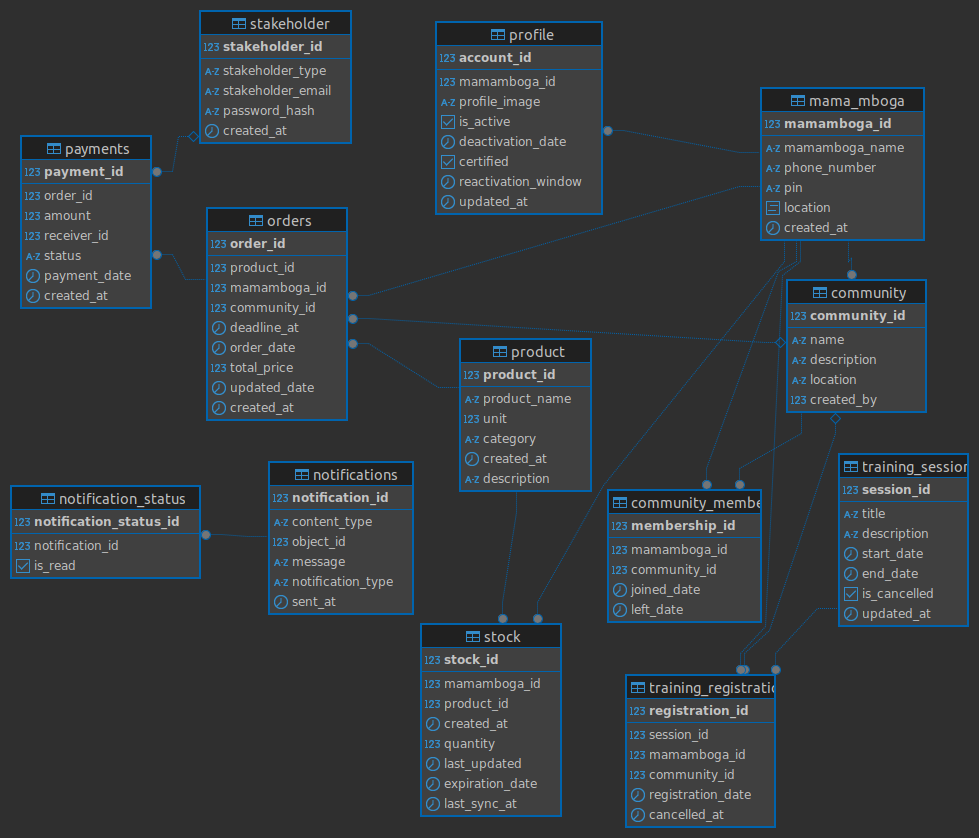 stakeholder
123 stakeholder_id
A-Z stakeholder_type
A-Z stakeholder_email
A-Z password_hash
created_at
profile
123 account_id
123 mamamboga_id
A-Z profile_image
is_active
deactivation_date
certified
reactivation_window
updated_at
mama_mboga
123 mamamboga_id
A-Z mamamboga_name
A-Z phone_number
A-Z pin
location
created_at
payments
123 payment_id
123 order_id
123 amount
123 receiver_id
A-Z status
payment_date
created_at
orders
123 order_id
123 product_id
123 mamamboga_id
123 community_id
deadline_at
order_date
123 total_price
updated_date
created_at
community
123 community_id
A-Z name
A-Z description
A-Z location
123 created_by
product
123 product_id
A-Z product_name
123 unit
A-Z category
created_at
A-Z description
training_session
123 session_id
A-Z title
A-Z description
start_date
end_date
is_cancelled
updated_at
notifications
123 notification_id
A-Z content_type
123 object_id
A-Z message
A-Z notification_type
sent_at
notification_status
123 notification_status_id
123 notification_id
is_read
community_membe
123 membership_id
123 mamamboga_id
123 community_id
joined_date
left_date
stock
123 stock_id
123 mamamboga_id
123 product_id
created_at
123 quantity
last_updated
expiration_date
last_sync_at
training_registratio
123 registration_id
123 session_id
123 mamamboga_id
123 community_id
registration_date
cancelled_at